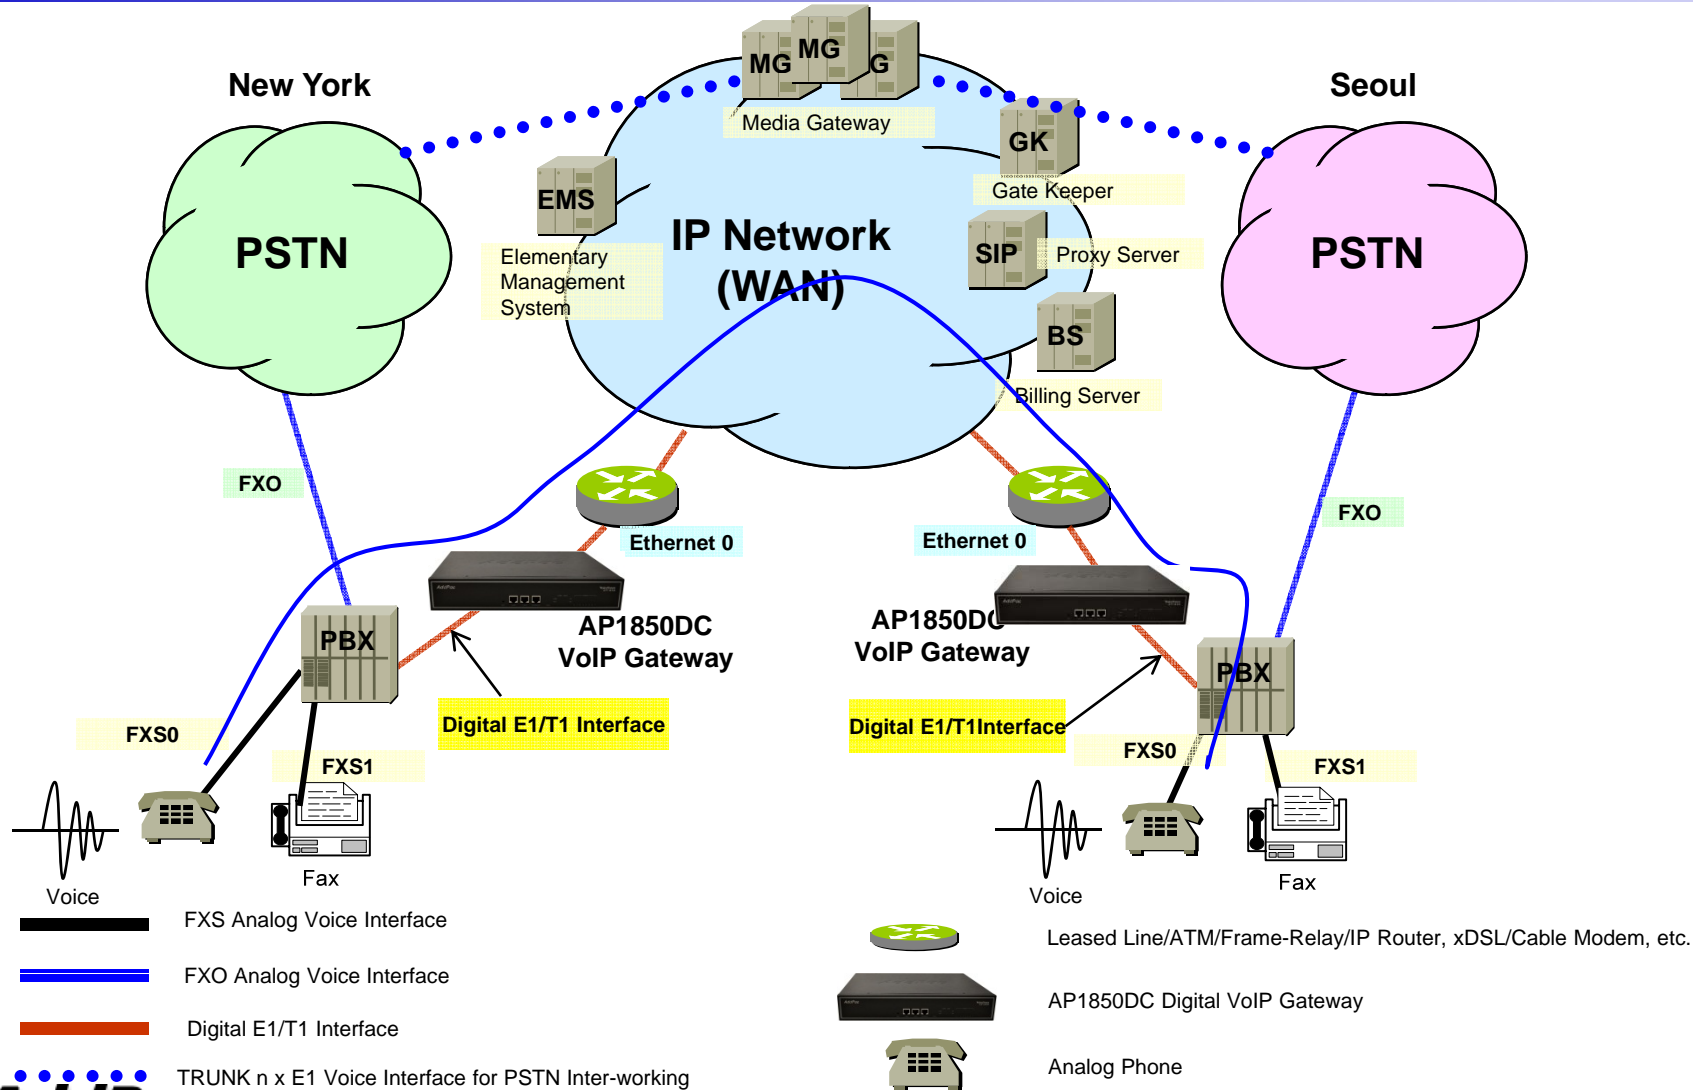 New York
Seoul
MG
MG
G
Media Gateway
GK
Gate Keeper
EMS
Elementary
Management
System
PSTN
IP Network
(WAN)
SIP
Proxy Server
PSTN
BS
Billing Server
FXO
FXO
Ethernet 0
Ethernet 0
AP1850DC
VoIP Gateway
AP1850DC
VoIP Gateway
PBX
PBX
Digital E1/T1 Interface
Digital E1/T1Interface
FXS0
FXS1
FXS0
FXS1
Voice
Fax
Voice
Fax
FXS Analog Voice Interface
FXO Analog Voice Interface
Digital E1/T1 Interface
TRUNK n x E1 Voice Interface for PSTN Inter-working
Leased Line/ATM/Frame-Relay/IP Router, xDSL/Cable Modem, etc.
AP1850DC Digital VoIP Gateway
Analog Phone